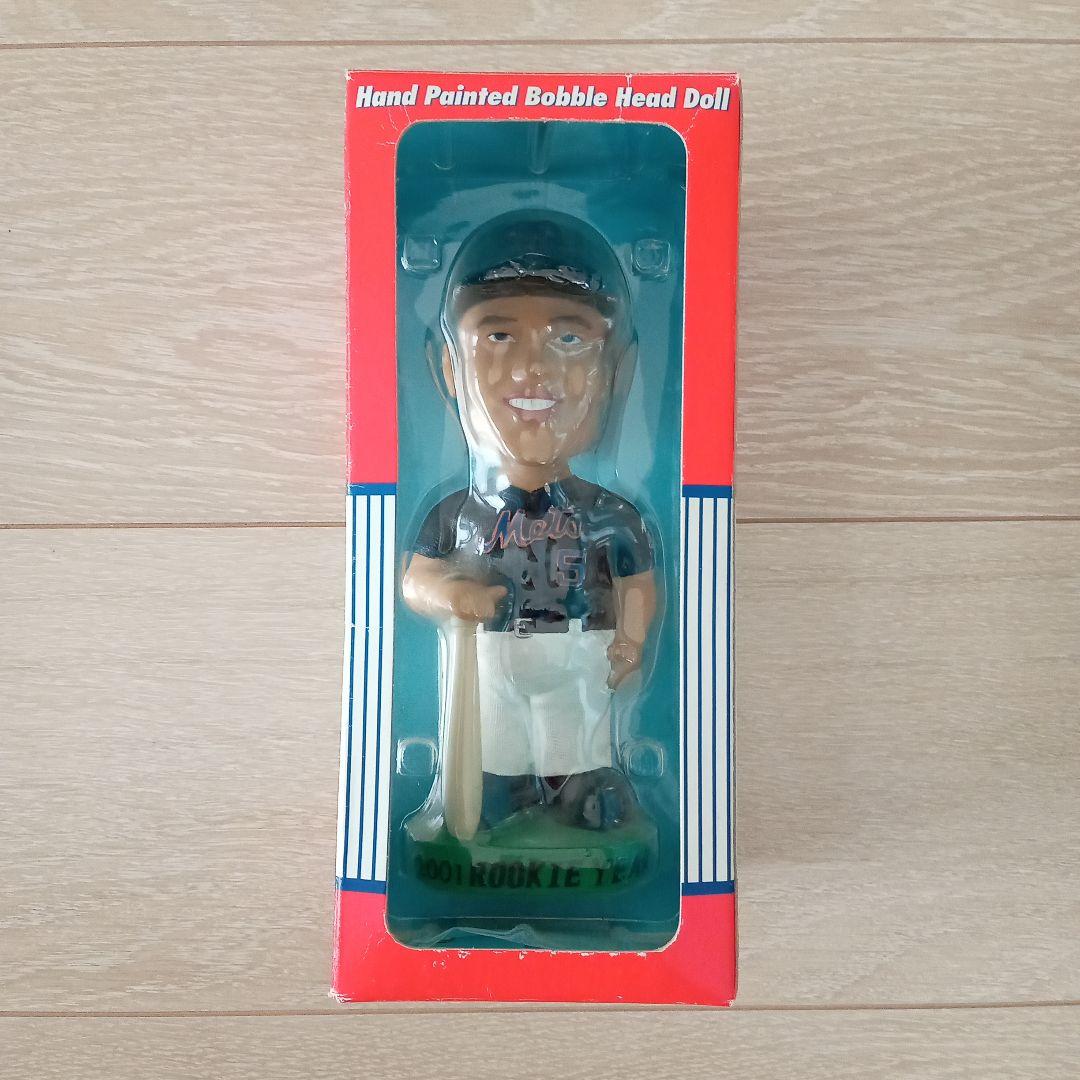 Hand Painted Bobble Head Doll
Mets
5
2001 ROOKIE YEAR